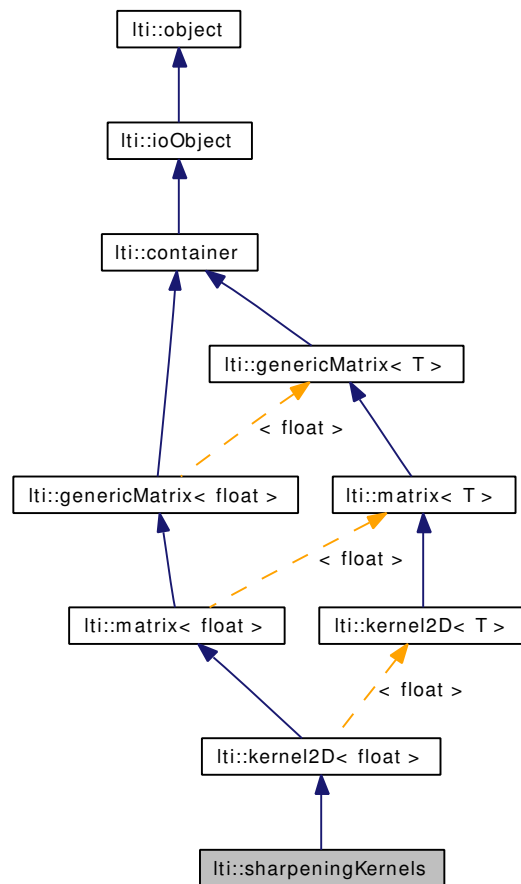 lti::object
lti::ioObject
lti::container
lti::genericMatrix< T >
< float >
lti::genericMatrix< float >
lti::matrix< T >
< float >
lti::matrix< float >
lti::kernel2D< T >
< float >
lti::kernel2D< float >
lti::sharpeningKernels